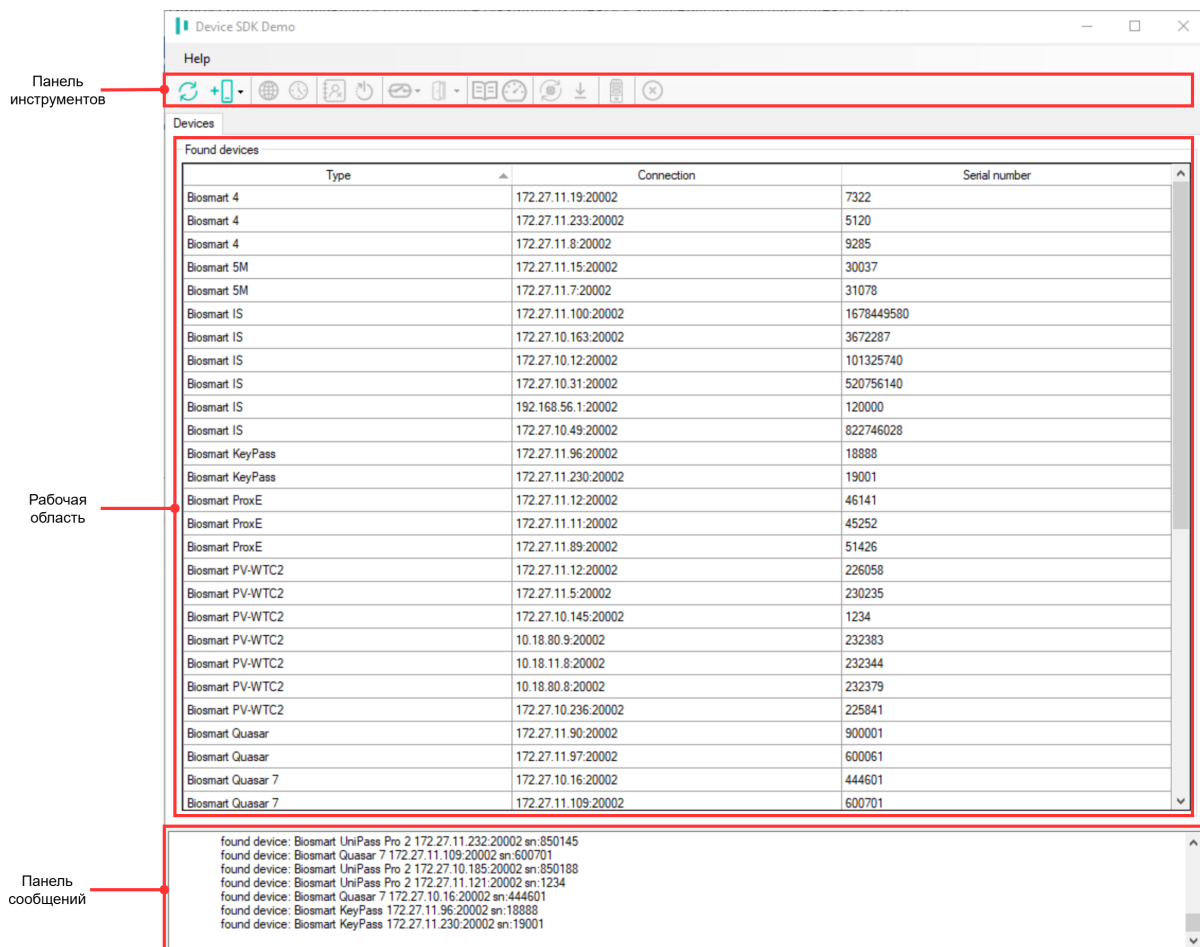 Device SDK Demo
Help
Панель
инструментов
Devices
Found devices
Type Connection Serial number
Biosmart 4 172.27.11.19:20002 7322
Biosmart 4 172.27.11.233:20002 5120
Biosmart 4 172.27.11.8:20002 9285
Biosmart 5M 172.27.11.15:20002 30037
Biosmart 5M 172.27.11.7:20002 31078
Biosmart IS 172.27.11.100:20002 1678449580
Biosmart IS 172.27.10.163:20002 3672287
Biosmart IS 172.27.10.12:20002 101325740
Biosmart IS 172.27.10.31:20002 520756140
Biosmart IS 192.168.56.1:20002 120000
Biosmart IS 172.27.10.49:20002 822746028
Biosmart KeyPass 172.27.11.96:20002 18888
Biosmart KeyPass 172.27.11.230:20002 19001
Рабочая
область
Biosmart ProxE 172.27.11.12:20002 46141
Biosmart ProxE 172.27.11.11:20002 45252
Biosmart ProxE 172.27.11.89:20002 51426
Biosmart PV-WTC2 172.27.11.12:20002 226058
Biosmart PV-WTC2 172.27.11.5:20002 230235
Biosmart PV-WTC2 172.27.10.145:20002 1234
Biosmart PV-WTC2 10.18.80.9:20002 232383
Biosmart PV-WTC2 10.18.11.8:20002 232344
Biosmart PV-WTC2 10.18.80.8:20002 232379
Biosmart PV-WTC2 172.27.10.236:20002 225841
Biosmart Quasar 172.27.11.90:20002 900001
Biosmart Quasar 172.27.11.97:20002 600061
Biosmart Quasar 7 172.27.10.16:20002 444601
Biosmart Quasar 7 172.27.11.109:20002 600701
Панель
сообщений
found device: Biosmart UniPass Pro 2 172.27.11.232:20002 sn:850145
found device: Biosmart Quasar 7 172.27.11.109:20002 sn:600701
found device: Biosmart UniPass Pro 2 172.27.10.185:20002 sn:850188
found device: Biosmart UniPass Pro 2 172.27.11.121:20002 sn:1234
found device: Biosmart Quasar 7 172.27.10.16:20002 sn:444601
found device: Biosmart KeyPass 172.27.11.96:20002 sn:18888
found device: Biosmart KeyPass 172.27.11.230:20002 sn:19001